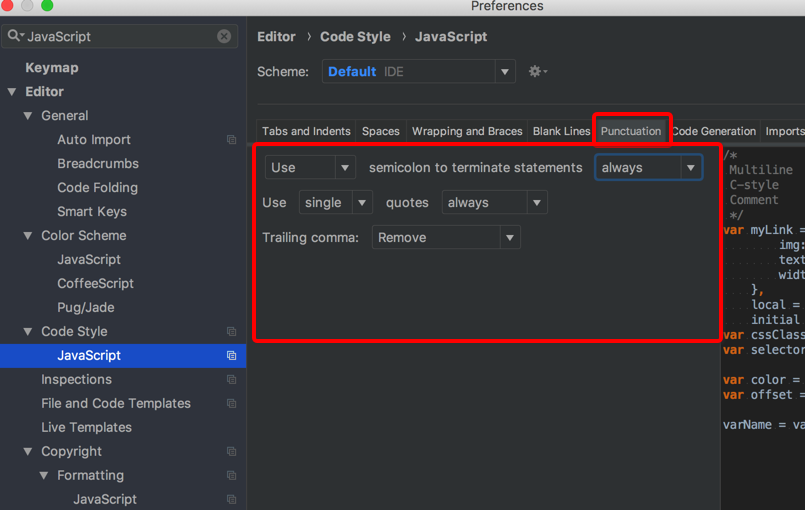 Preferences
JavaScript
Keymap
Editor
General
Auto Import
Breadcrumbs
Code Folding
Smart Keys
Color Scheme
JavaScript
CoffeeScript
Pug/Jade
Code Style
JavaScript
Inspections
File and Code Templates
Live Templates
Copyright
Formatting
JavaScript
Editor › Code Style › JavaScript
Scheme: Default IDE
Tabs and Indents Spaces Wrapping and Braces Blank Lines Punctuation Code Generation Imports
Use semicolon to terminate statements always
Use single quotes always
Trailing comma: Remove
/*
Multiline
C-style
Comment
*/
var myLink =
img:
text
widt
},
local =
initial
var cssClass
var selector
var color =
var offset =
varName = va